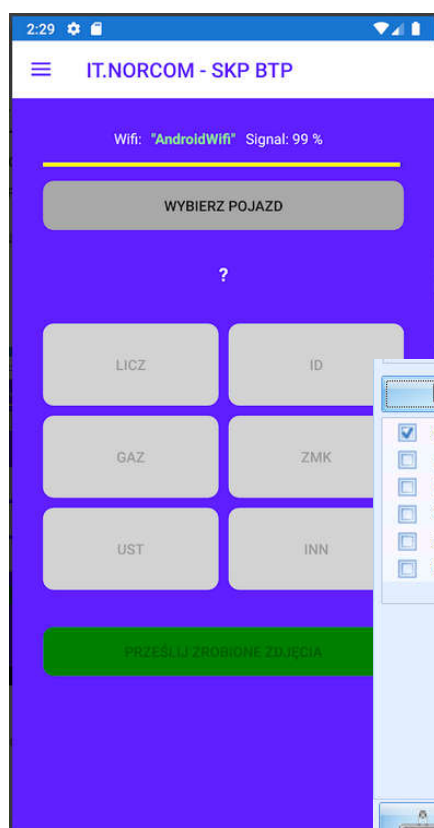 2:29
IT.NORCOM - SKP BTP
Wifi: "AndroidWifi" Signal: 99 %
WYBIERZ POJAZD
?
LICZ ID
GAZ ZMK
UST INN
PRZEŚLIJ ZROBIONE ZDJĘCIA